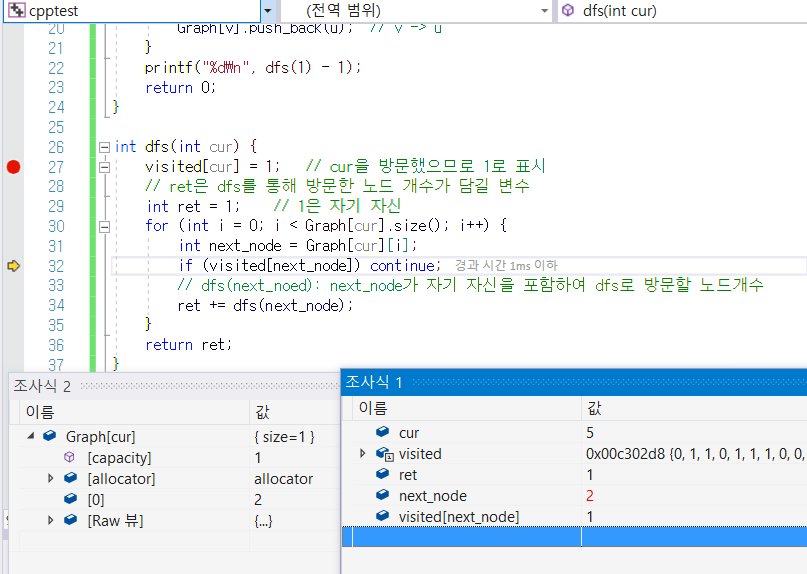 cpptest (전역 범위) dfs(int cur)
20 Graph[v].push_back(u); // v -> u
21 }
22 printf("%d₩n", dfs(1) - 1);
23 return 0;
24 }
25
26 int dfs(int cur) {
27 visited[cur] = 1; // cur을 방문했으므로 1로 표시
28 // ret은 dfs를 통해 방문한 노드 개수가 담길 변수
29 int ret = 1; // 1은 자기 자신
30 for (int i = 0; i < Graph[cur].size(); i++) {
31 int next_node = Graph[cur][i];
32 if (visited[next_node]) continue; 경과 시간 1ms 이하
33 // dfs(next_noed): next_node가 자기 자신을 포함하여 dfs로 방문할 노드개수
34 ret += dfs(next_node);
35 }
36 return ret;
37 }
조사식 2
이름 값
Graph[cur] { size=1 }
[capacity] 1
[allocator] allocator
[0] 2
[Raw 뷰] {...}
조사식 1
이름 값
cur 5
visited 0x00c302d8 {0, 1, 1, 0, 1, 1, 1, 0, 0,
ret 1
next_node 2
visited[next_node] 1